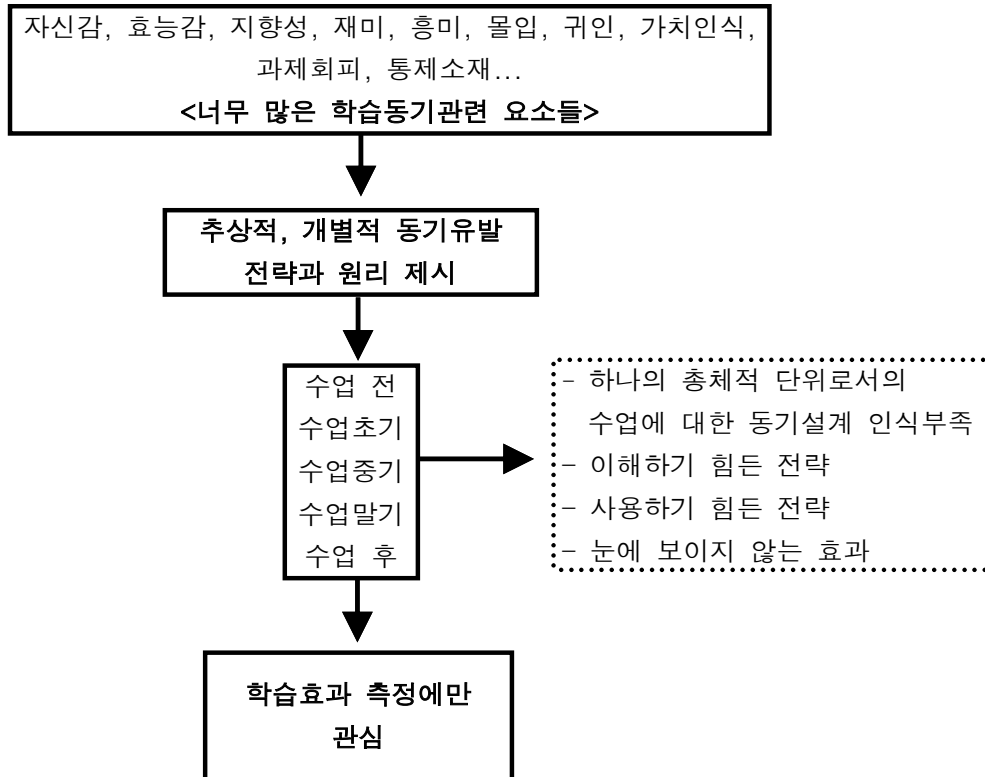 자신감, 효능감, 지향성, 재미, 흥미, 몰입, 귀인, 가치인식,
과제회피, 통제소재...
<너무 많은 학습동기관련 요소들>
추상적, 개별적 동기유발
전략과 원리 제시
수업 전
수업초기
수업중기
수업말기
수업 후
- 하나의 총체적 단위로서의
수업에 대한 동기설계 인식부족
- 이해하기 힘든 전략
- 사용하기 힘든 전략
- 눈에 보이지 않는 효과
학습효과 측정에만
관심